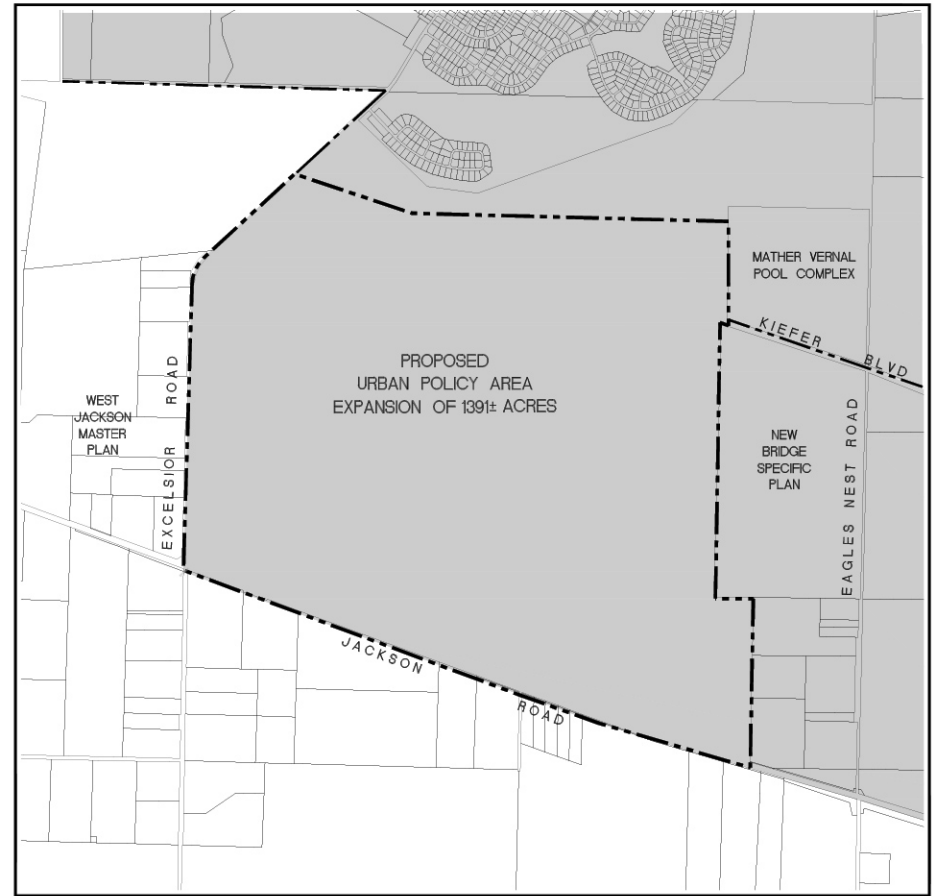 MATHER VERNAL
POOL COMPLEX
KIEFER BLVD
PROPOSED
URBAN POLICY AREA
EXPANSION OF 1391± ACRES
EXCELSIOR ROAD
WEST
JACKSON
MASTER
PLAN
NEW
BRIDGE
SPECIFIC
PLAN
EAGLES NEST ROAD
JACKSON ROAD